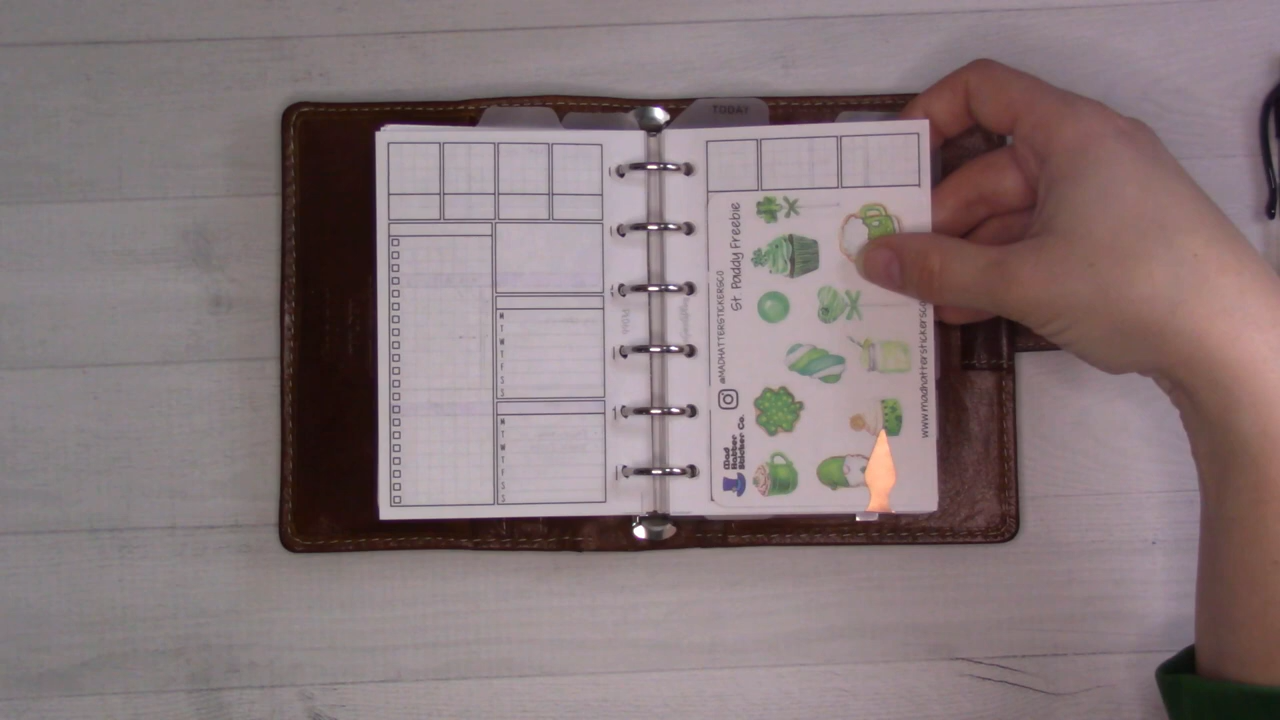 TODAY
M
T
W
T
F
S
S
M
T
W
T
F
S
S
St Paddy Freebie
@MADHATTERSTICKERSCO
Mad
Hatter
Sticker Co.
www.madhatterstickersco